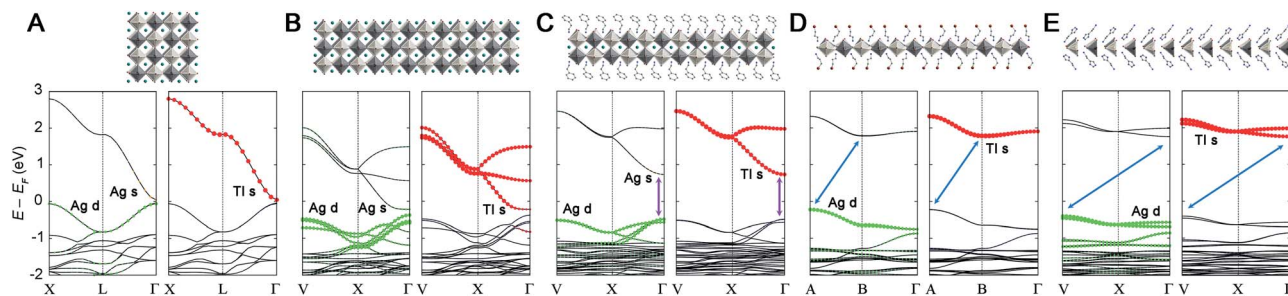 A
B
C
D
E
3
2
1
0
-1
-2
E – E_F (eV)
Ag d
Tl s
X L Γ
X L Γ
Ag d
Ag s
Tl s
V X Γ
V X Γ
Ag s
Ag d
Tl s
V X Γ
V X Γ
Ag d
Tl s
A B Γ
A B Γ
Ag d
Tl s
V X Γ
V X Γ
Ag s